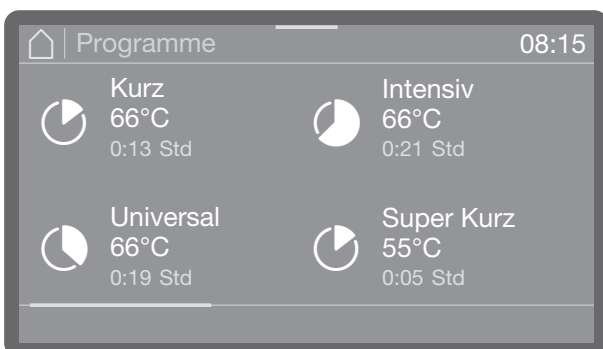 Programme 08:15
Kurz
66°C
0:13 Std
Intensiv
66°C
0:21 Std
Universal
66°C
0:19 Std
Super Kurz
55°C
0:05 Std